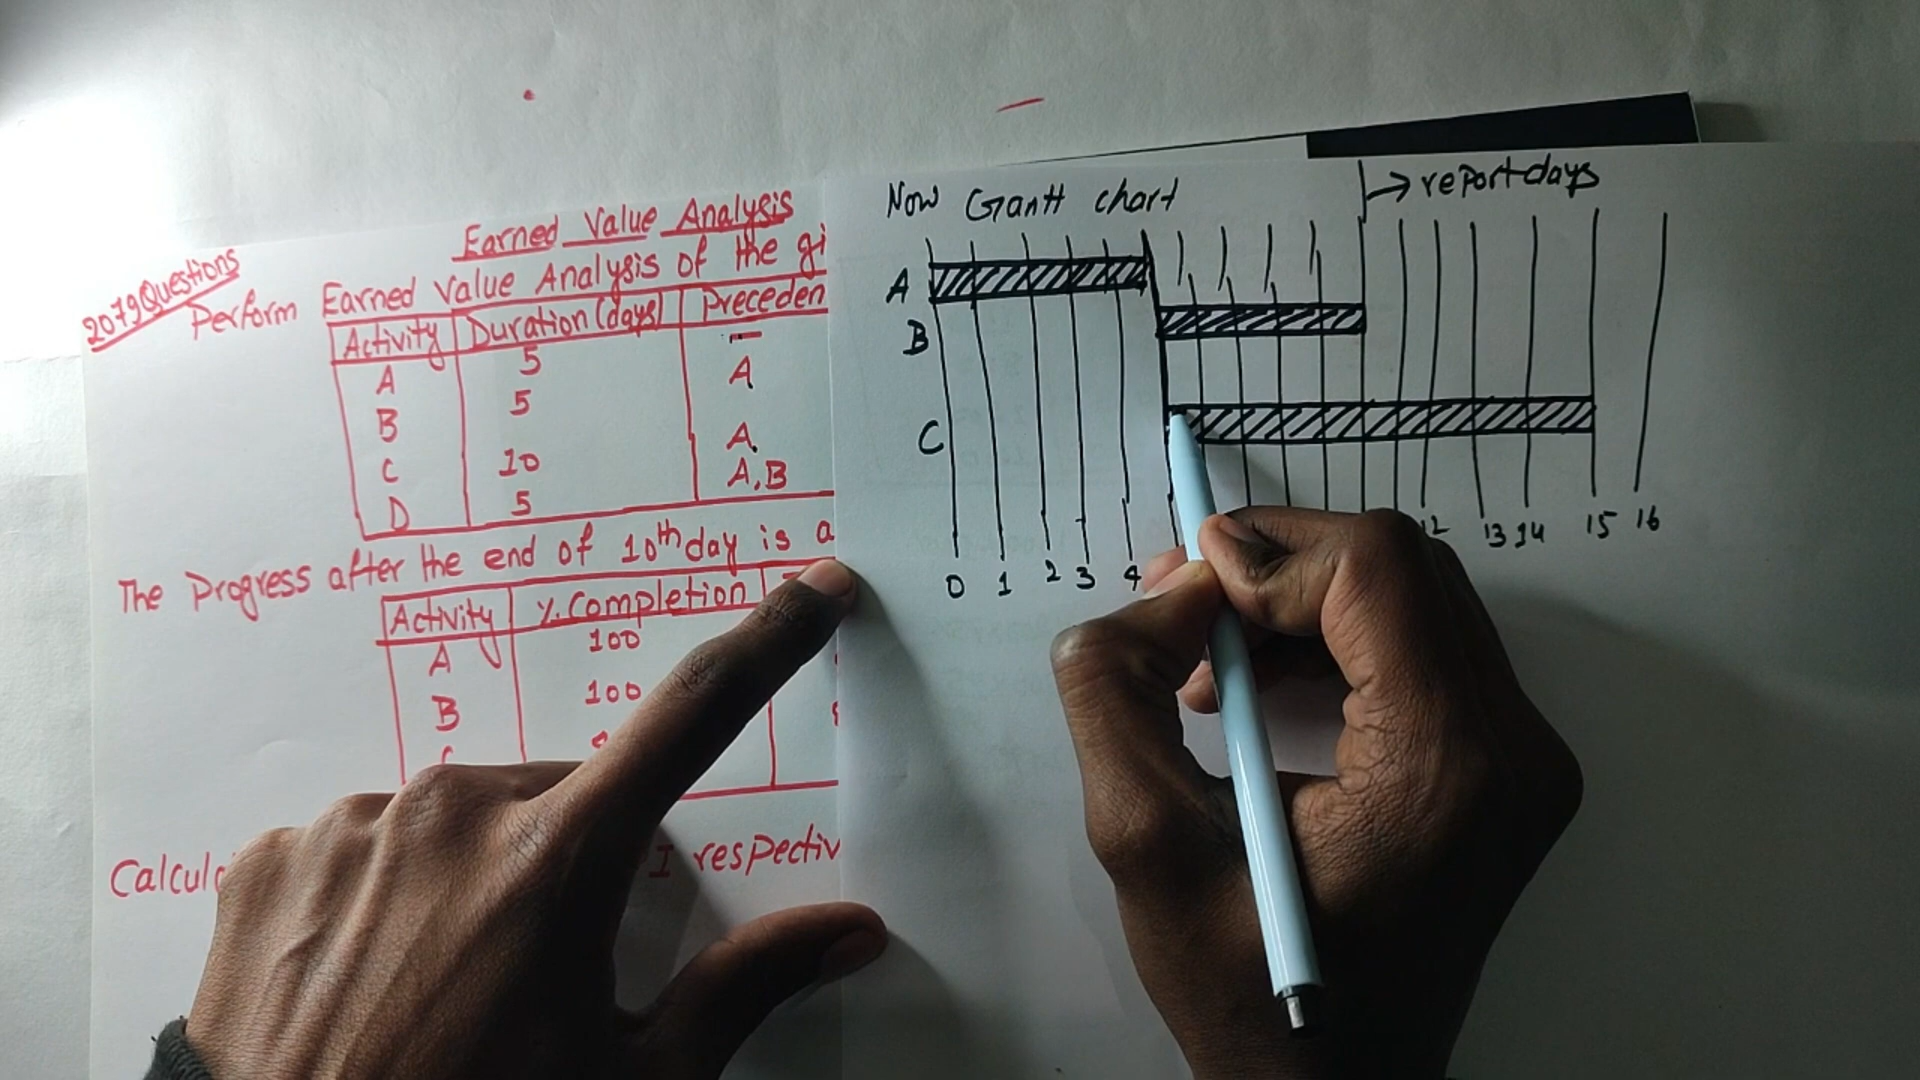 Earned Value Analysis
2079 Questions
Perform Earned Value Analysis of the gi
Activity Duration (days) Preceden
A 5 —
B 5 A
C 10 A.
D 5 A,B
The Progress after the end of 10th day is a
Activity %.Completion
A 100
B 100
C
Calcul I respectiv
Now Gantt chart → report days
A
B
C
0 1 2 3 4 12 13 14 15 16